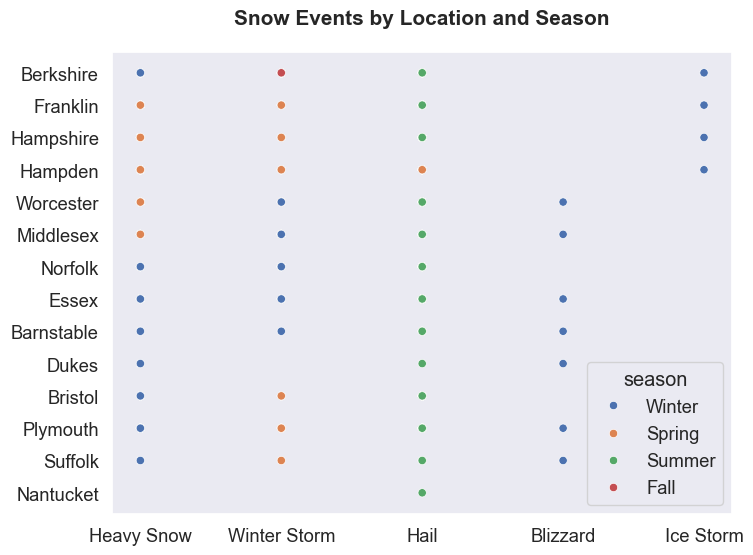 Snow Events by Location and Season
Berkshire
Franklin
Hampshire
Hampden
Worcester
Middlesex
Norfolk
Essex
Barnstable
Dukes
Bristol
Plymouth
Suffolk
Nantucket
season
Winter
Spring
Summer
Fall
Heavy Snow Winter Storm Hail Blizzard Ice Storm